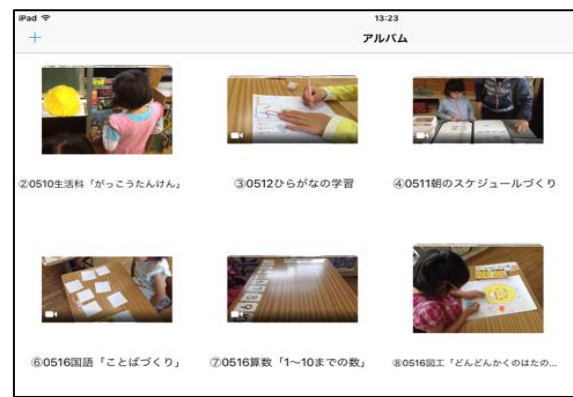 iPad 13:23
+ アルバム
②0510生活科「がっこうたんけん」
③0512ひらがなの学習
④0511朝のスケジュールづくり
⑥0516国語「ことばづくり」
⑦0516算数「1～10までの数」
⑧0516図工「どんどんかくのはたの...